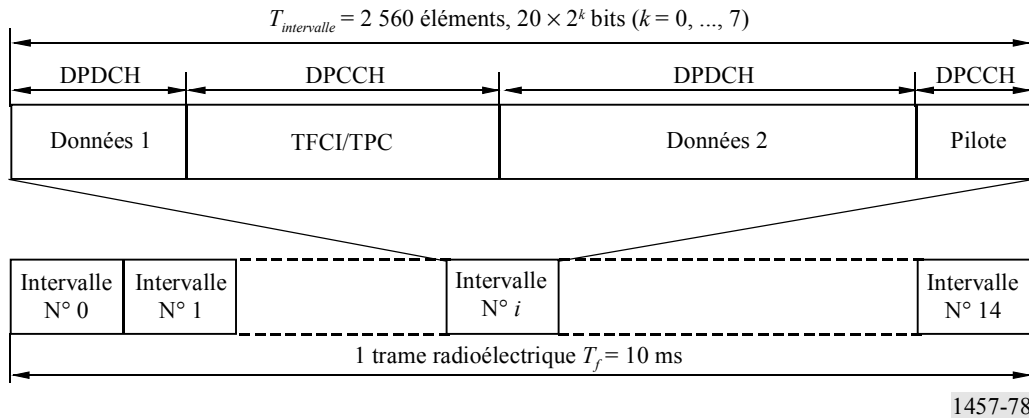 T_intervalle = 2 560 éléments, 20 × 2^k bits (k = 0, ..., 7)
DPDCH DPCCH DPDCH DPCCH
Données 1 TFCI/TPC Données 2 Pilote
Intervalle N° 0
Intervalle N° 1
Intervalle N° i
Intervalle N° 14
1 trame radioélectrique T_f = 10 ms
1457-78